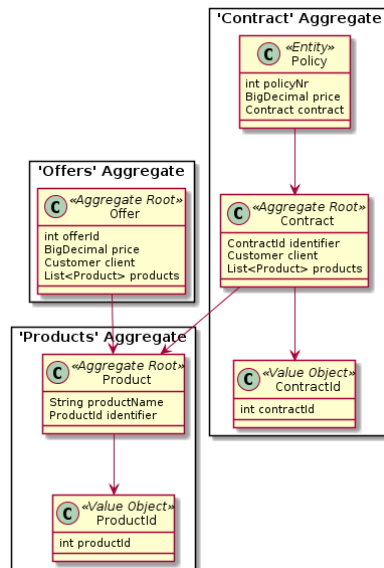 'Contract' Aggregate
C «Entity»
Policy
int policyNr
BigDecimal price
Contract contract
'Offers' Aggregate
C «Aggregate Root»
Offer
int offerId
BigDecimal price
Customer client
List<Product> products
C «Aggregate Root»
Contract
ContractId identifier
Customer client
List<Product> products
'Products' Aggregate
C «Aggregate Root»
Product
String productName
ProductId identifier
C «Value Object»
ContractId
int contractId
C «Value Object»
ProductId
int productId